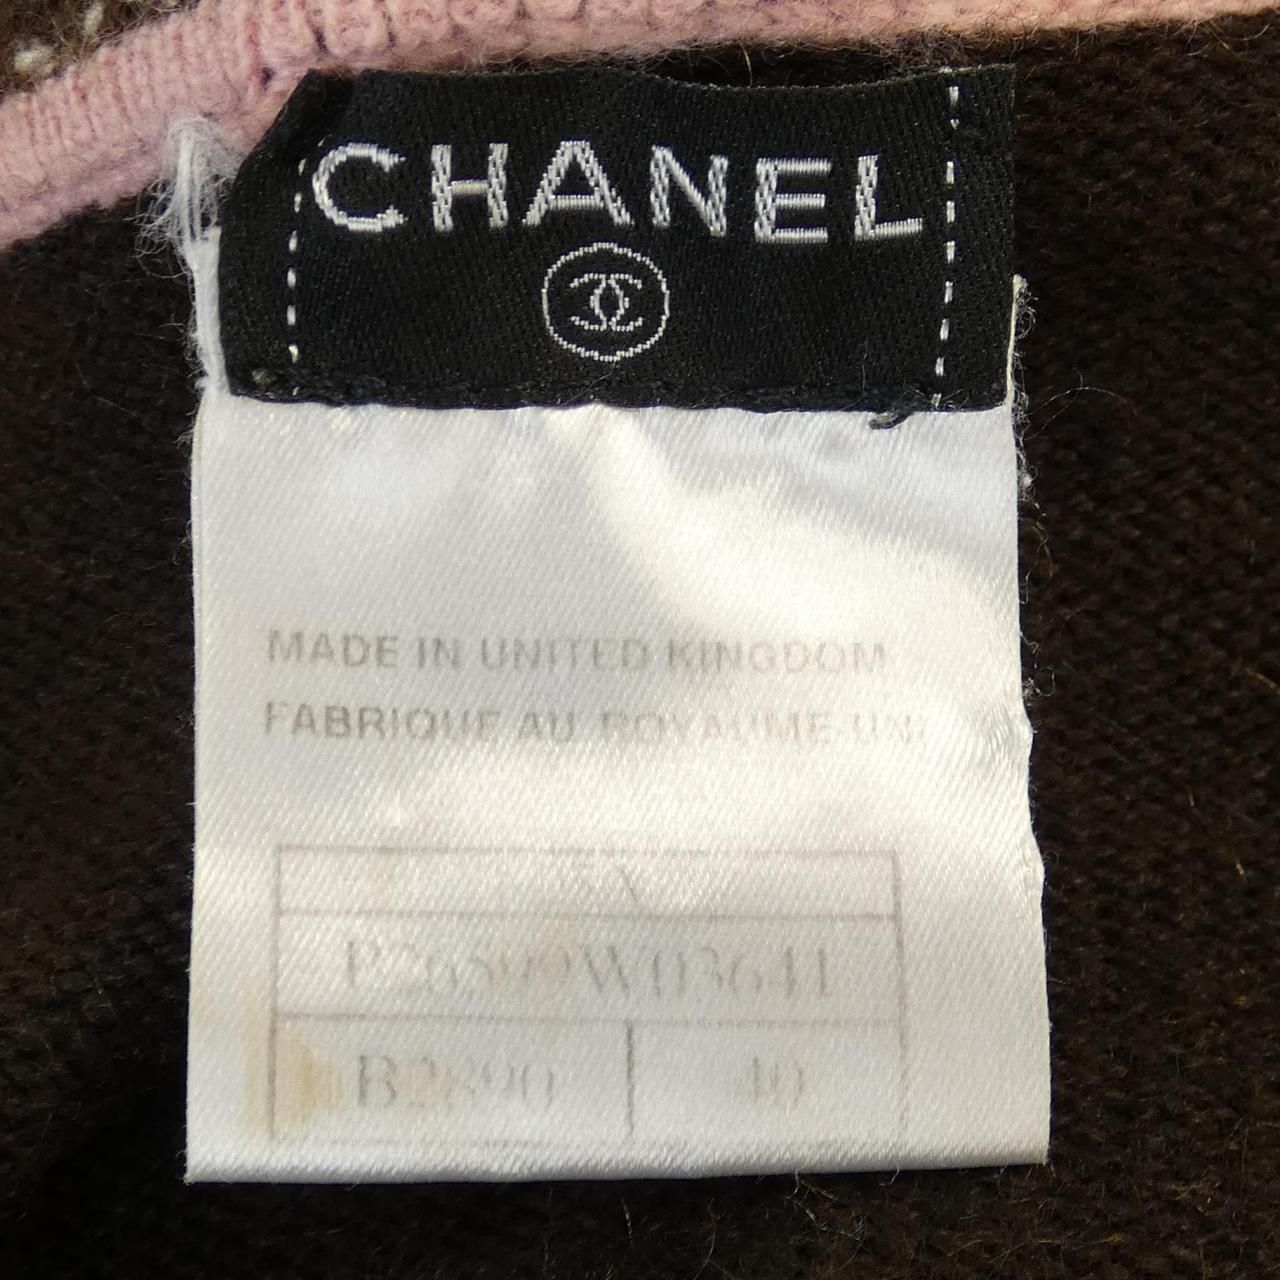 CHANEL
MADE IN UNITED KINGDOM
FABRIQUE AU ROYAUME-UNI
B2890 40